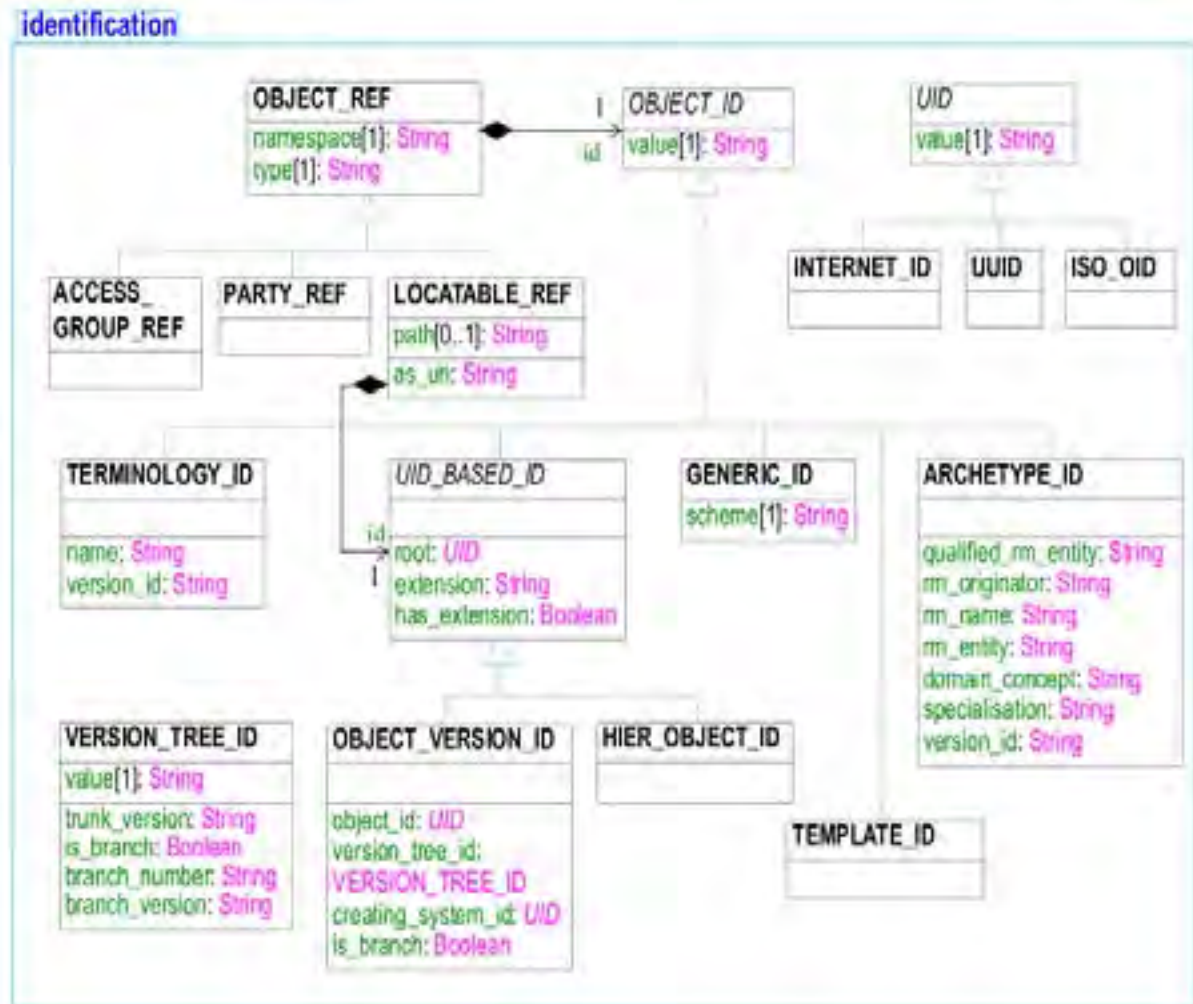 identification
OBJECT_REF
namespace[1]: String
type[1]: String
1
id
OBJECT_ID
value[1]: String
UID
value[1]: String
ACCESS_
GROUP_REF
PARTY_REF
LOCATABLE_REF
path[0..1]: String
as_uri: String
INTERNET_ID
UUID
ISO_OID
TERMINOLOGY_ID
name: String
version_id: String
id
1
UID_BASED_ID
root: UID
extension: String
has_extension: Boolean
GENERIC_ID
scheme[1]: String
ARCHETYPE_ID
qualified_rm_entity: String
rm_originator: String
rm_name: String
rm_entity: String
domain_concept: String
specialisation: String
version_id: String
VERSION_TREE_ID
value[1]: String
trunk_version: String
is_branch: Boolean
branch_number: String
branch_version: String
OBJECT_VERSION_ID
object_id: UID
version_tree_id:
VERSION_TREE_ID
creating_system_id: UID
is_branch: Boolean
HIER_OBJECT_ID
TEMPLATE_ID